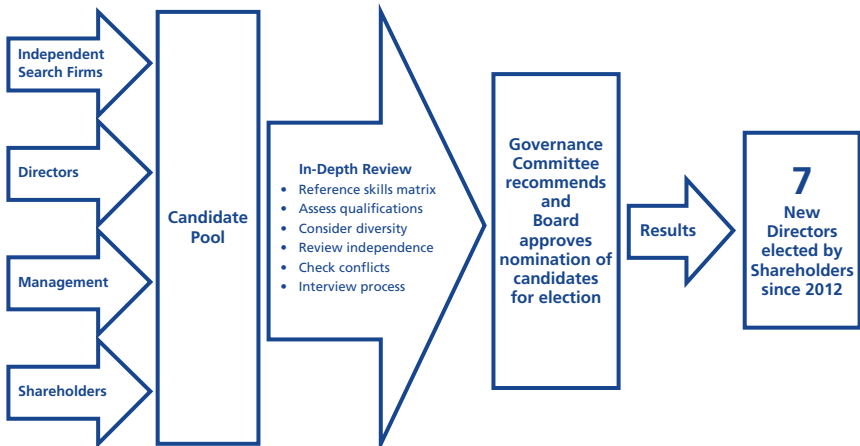 Independent
Search Firms
Directors
Management
Shareholders
Candidate
Pool
In-Depth Review
• Reference skills matrix
• Assess qualifications
• Consider diversity
• Review independence
• Check conflicts
• Interview process
Governance
Committee
recommends
and
Board
approves
nomination of
candidates
for election
Results
7
New
Directors
elected by
Shareholders
since 2012